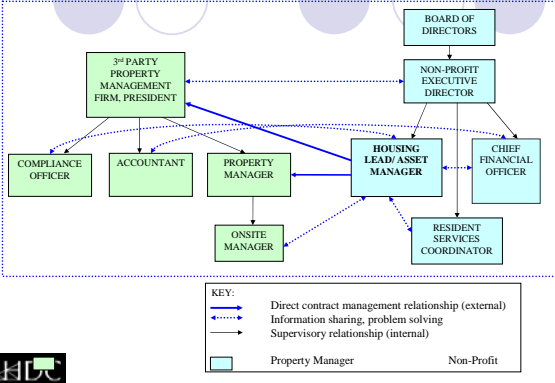 BOARD OF
DIRECTORS
3rd PARTY
PROPERTY
MANAGEMENT
FIRM, PRESIDENT
NON-PROFIT
EXECUTIVE
DIRECTOR
COMPLIANCE
OFFICER
ACCOUNTANT
PROPERTY
MANAGER
HOUSING
LEAD/ ASSET
MANAGER
CHIEF
FINANCIAL
OFFICER
ONSITE
MANAGER
RESIDENT
SERVICES
COORDINATOR
KEY:
Direct contract management relationship (external)
Information sharing, problem solving
Supervisory relationship (internal)
Property Manager Non-Profit
HDC